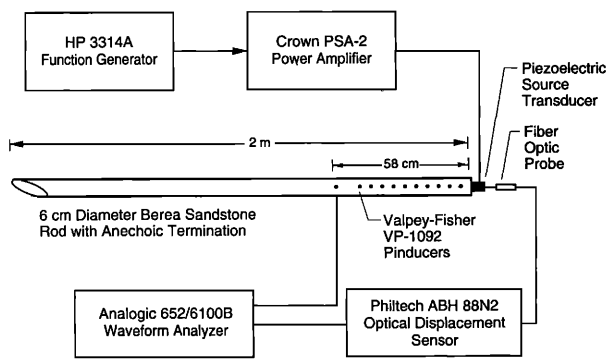 HP 3314A
Function Generator
Crown PSA-2
Power Amplifier
Piezoelectric
Source
Transducer
Fiber
Optic
Probe
2 m
58 cm
6 cm Diameter Berea Sandstone
Rod with Anechoic Termination
Valpey-Fisher
VP-1092
Pinducers
Analogic 652/6100B
Waveform Analyzer
Philtech ABH 88N2
Optical Displacement
Sensor